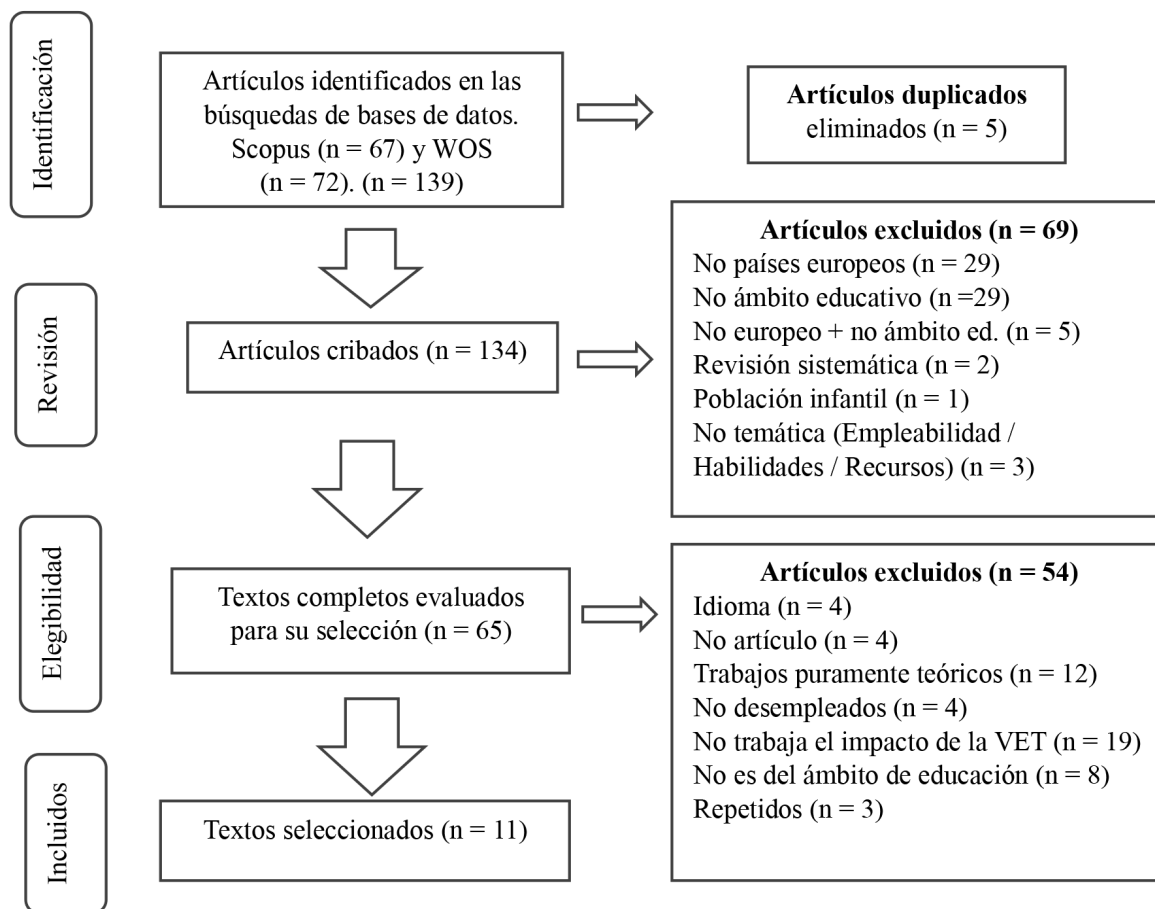 Identificación
Artículos identificados en las
búsquedas de bases de datos.
Scopus (n = 67) y WOS
(n = 72). (n = 139)
Artículos duplicados
eliminados (n = 5)
Revisión
Artículos cribados (n = 134)
Artículos excluidos (n = 69)
No países europeos (n = 29)
No ámbito educativo (n =29)
No europeo + no ámbito ed. (n = 5)
Revisión sistemática (n = 2)
Población infantil (n = 1)
No temática (Empleabilidad /
Habilidades / Recursos) (n = 3)
Elegibilidad
Textos completos evaluados
para su selección (n = 65)
Artículos excluidos (n = 54)
Idioma (n = 4)
No artículo (n = 4)
Trabajos puramente teóricos (n = 12)
No desempleados (n = 4)
No trabaja el impacto de la VET (n = 19)
No es del ámbito de educación (n = 8)
Repetidos (n = 3)
Incluidos
Textos seleccionados (n = 11)